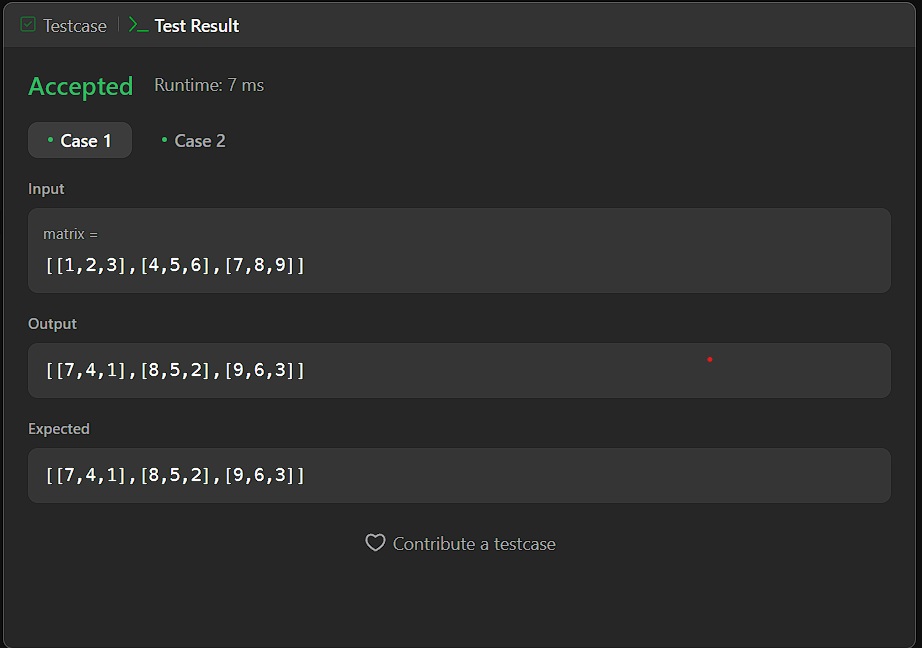 Testcase Test Result
Accepted Runtime: 7 ms
Case 1 Case 2
Input
matrix =
[[1,2,3],[4,5,6],[7,8,9]]
Output
[[7,4,1],[8,5,2],[9,6,3]]
Expected
[[7,4,1],[8,5,2],[9,6,3]]
Contribute a testcase